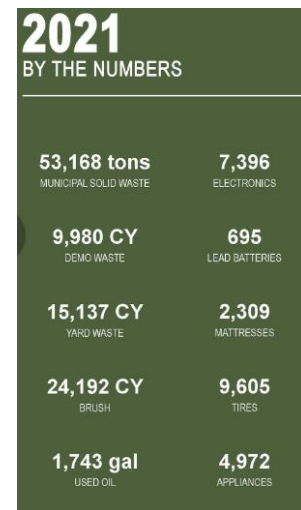 2021
BY THE NUMBERS
53,168 tons
MUNICIPAL SOLID WASTE
7,396
ELECTRONICS
9,980 CY
DEMO WASTE
695
LEAD BATTERIES
15,137 CY
YARD WASTE
2,309
MATTRESSES
24,192 CY
BRUSH
9,605
TIRES
1,743 gal
USED OIL
4,972
APPLIANCES